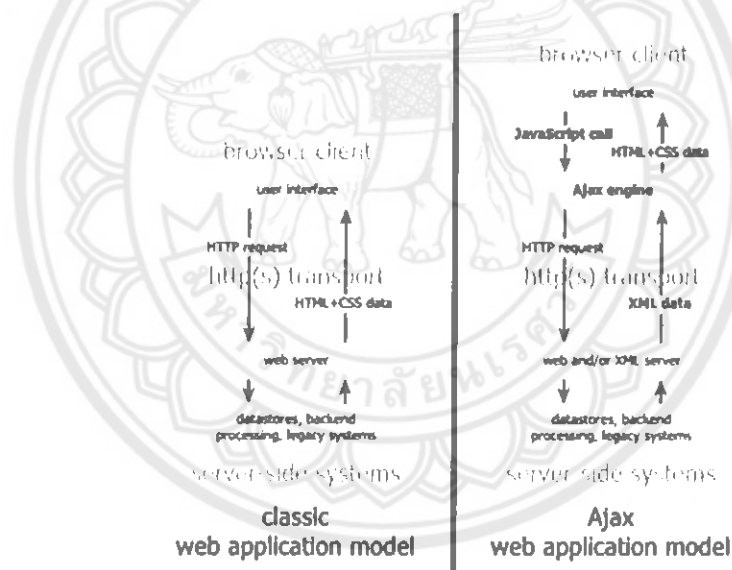 browser client
user interface
HTTP request
http(s) transport
HTML+CSS data
web server
datastores, backend
processing, legacy systems
server-side systems
classic
web application model
browser client
user interface
JavaScript call
HTML+CSS data
Ajax engine
HTTP request
http(s) transport
XML data
web and/or XML server
datastores, backend
processing, legacy systems
server-side systems
Ajax
web application model